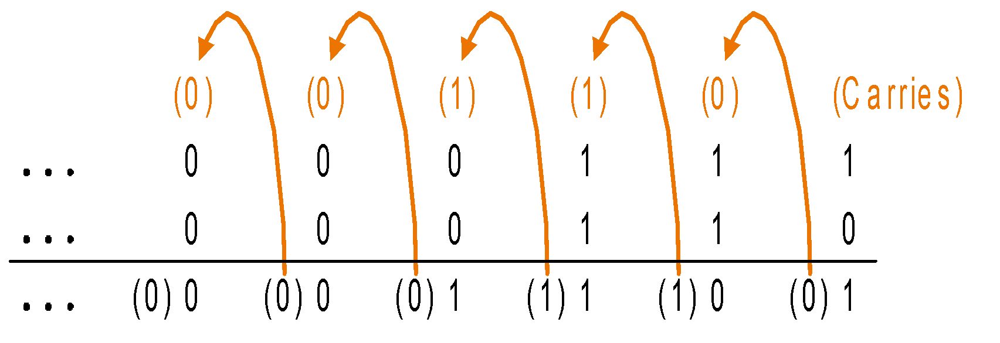 (0) (0) (1) (1) (0) (Carries)
... 0 0 0 1 1 1
... 0 0 0 1 1 0
... (0) 0 (0) 0 (0) 1 (1) 1 (1) 0 (0) 1